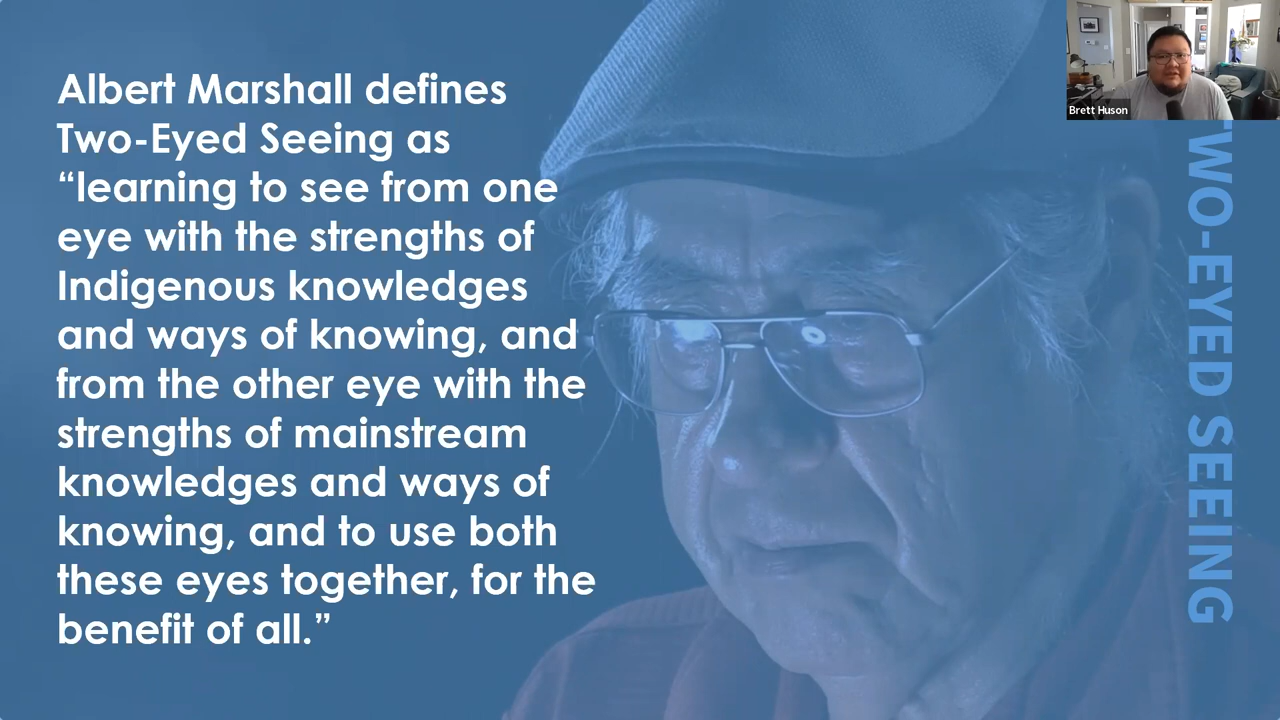 Albert Marshall defines
Two-Eyed Seeing as
“learning to see from one
eye with the strengths of
Indigenous knowledges
and ways of knowing, and
from the other eye with the
strengths of mainstream
knowledges and ways of
knowing, and to use both
these eyes together, for the
benefit of all.”
Brett Huson
TWO-EYED SEEING